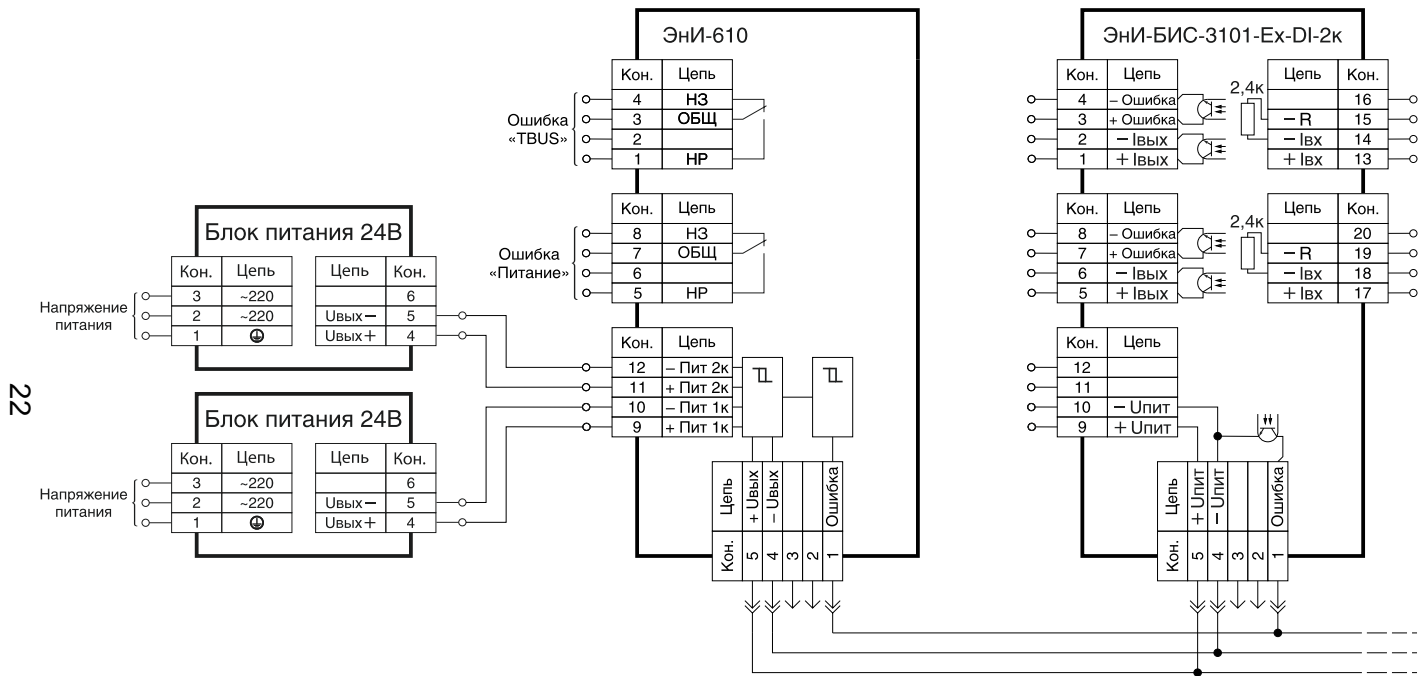 ЭнИ-610
Кон. Цепь
4 НЗ
3 ОБЩ
2
1 НР
Ошибка
«TBUS»
Кон. Цепь
8 НЗ
7 ОБЩ
6
5 НР
Ошибка
«Питание»
Кон. Цепь
12 – Пит 2к
11 + Пит 2к
10 – Пит 1к
9 + Пит 1к
Цепь + Uвых – Uвых Ошибка
Кон. 5 4 3 2 1
Блок питания 24В
Кон. Цепь Цепь Кон.
3 ~220 6
2 ~220 Uвых– 5
1 Uвых+ 4
Напряжение
питания
Блок питания 24В
Кон. Цепь Цепь Кон.
3 ~220 6
2 ~220 Uвых– 5
1 Uвых+ 4
Напряжение
питания
ЭнИ-БИС-3101-Ex-DI-2к
Кон. Цепь Цепь Кон.
4 – Ошибка 2,4к 16
3 + Ошибка – R 15
2 – Iвых – Iвх 14
1 + Iвых + Iвх 13
Кон. Цепь Цепь Кон.
8 – Ошибка 2,4к 20
7 + Ошибка – R 19
6 – Iвых – Iвх 18
5 + Iвых + Iвх 17
Кон. Цепь
12
11
10 – Uпит
9 + Uпит
Цепь + Uпит – Uпит Ошибка
Кон. 5 4 3 2 1
22